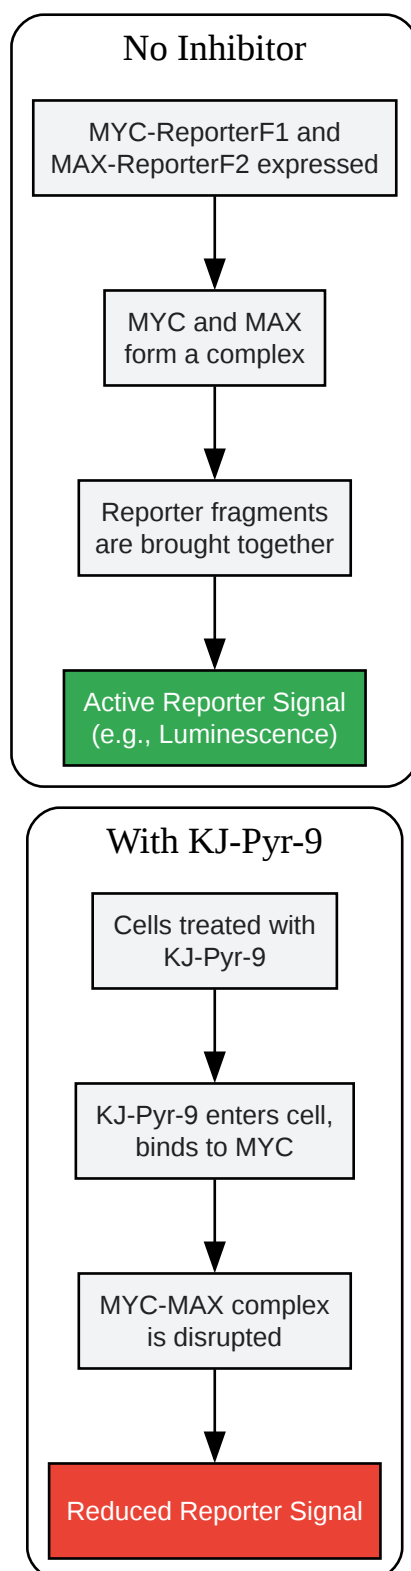 No Inhibitor
MYC-ReporterF1 and
MAX-ReporterF2 expressed
MYC and MAX
form a complex
Reporter fragments
are brought together
Active Reporter Signal
(e.g., Luminescence)
With KJ-Pyr-9
Cells treated with
KJ-Pyr-9
KJ-Pyr-9 enters cell,
binds to MYC
MYC-MAX complex
is disrupted
Reduced Reporter Signal